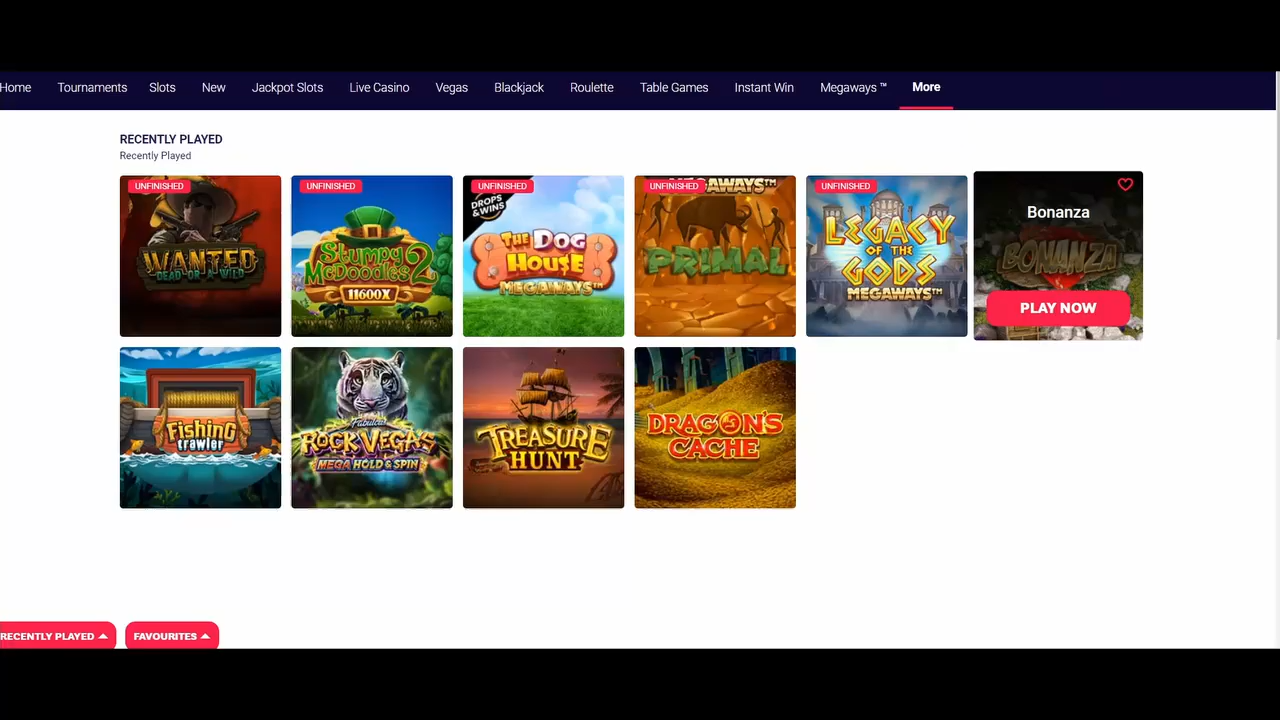 Home Tournaments Slots New Jackpot Slots Live Casino Vegas Blackjack Roulette Table Games Instant Win Megaways ™ More
RECENTLY PLAYED
Recently Played
UNFINISHED
WANTED
DEAD OR A WILD
UNFINISHED
Stumpy
McDoodles 2
11600X
UNFINISHED
DROPS
& WINS
THE DOG
HOUSE
MEGAWAYS™
UNFINISHED
MEGAWAYS™
PRIMAL
UNFINISHED
LEGACY
OF THE
GODS
MEGAWAYS™
Bonanza
BONANZA
PLAY NOW
Fishing
Trawler
Fabulous
ROCK VEGAS
MEGA HOLD & SPIN
TREASURE
HUNT
DRAGON'S
CACHE
RECENTLY PLAYED
FAVOURITES